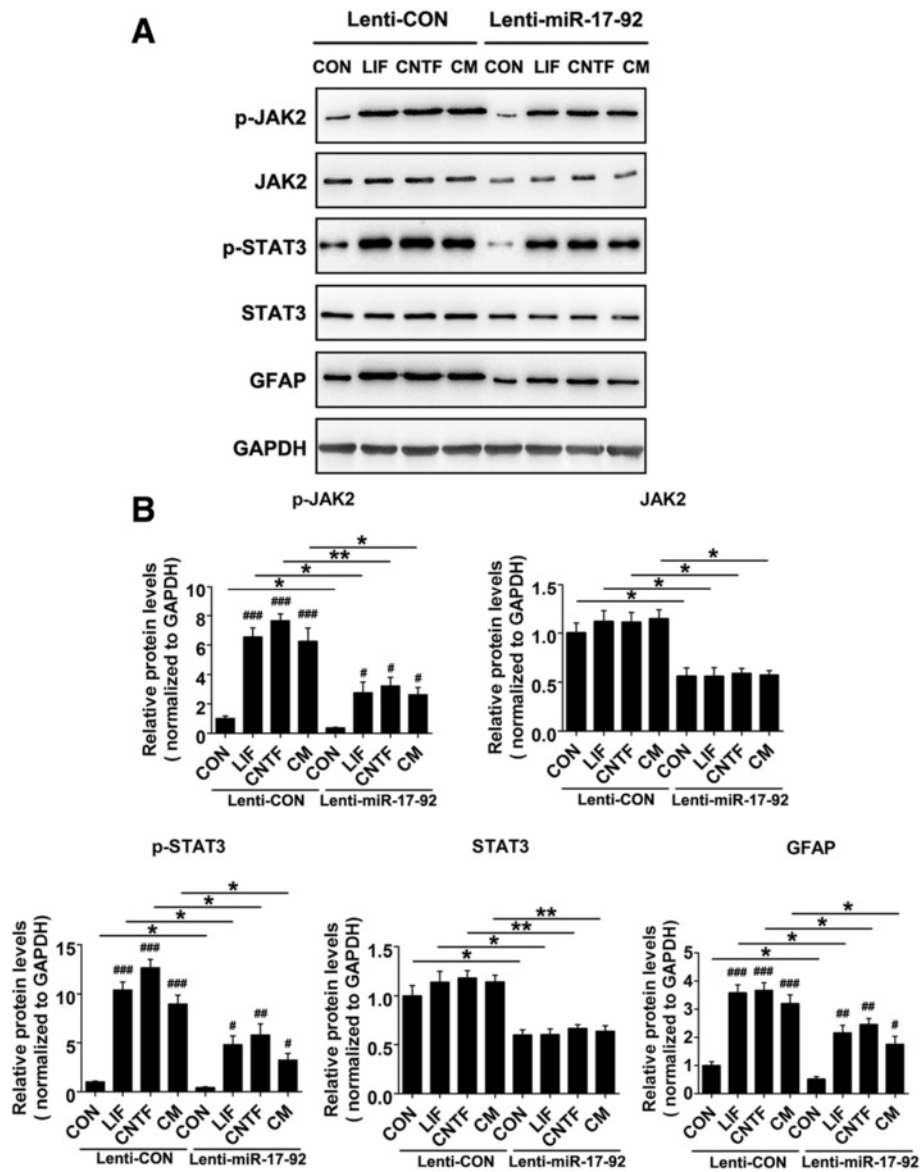 A
Lenti-CON Lenti-miR-17-92
CON LIF CNTF CM CON LIF CNTF CM
p-JAK2
JAK2
p-STAT3
STAT3
GFAP
GAPDH
B
p-JAK2
Relative protein levels
( normalized to GAPDH)
10
8
6
4
2
0
* ** * *
### ### ### # # #
CON LIF CNTF CM CON LIF CNTF CM
Lenti-CON Lenti-miR-17-92
JAK2
Relative protein levels
( normalized to GAPDH)
1.5
1.0
0.5
0.0
* * * *
CON LIF CNTF CM CON LIF CNTF CM
Lenti-CON Lenti-miR-17-92
p-STAT3
Relative protein levels
( normalized to GAPDH)
15
10
5
0
* * * *
### ### ### # ## #
CON LIF CNTF CM CON LIF CNTF CM
Lenti-CON Lenti-miR-17-92
STAT3
Relative protein levels
( normalized to GAPDH)
1.5
1.0
0.5
0.0
** ** * *
CON LIF CNTF CM CON LIF CNTF CM
Lenti-CON Lenti-miR-17-92
GFAP
Relative protein levels
( normalized to GAPDH)
5
4
3
2
1
0
* * * *
### ### ### ## ## #
CON LIF CNTF CM CON LIF CNTF CM
Lenti-CON Lenti-miR-17-92